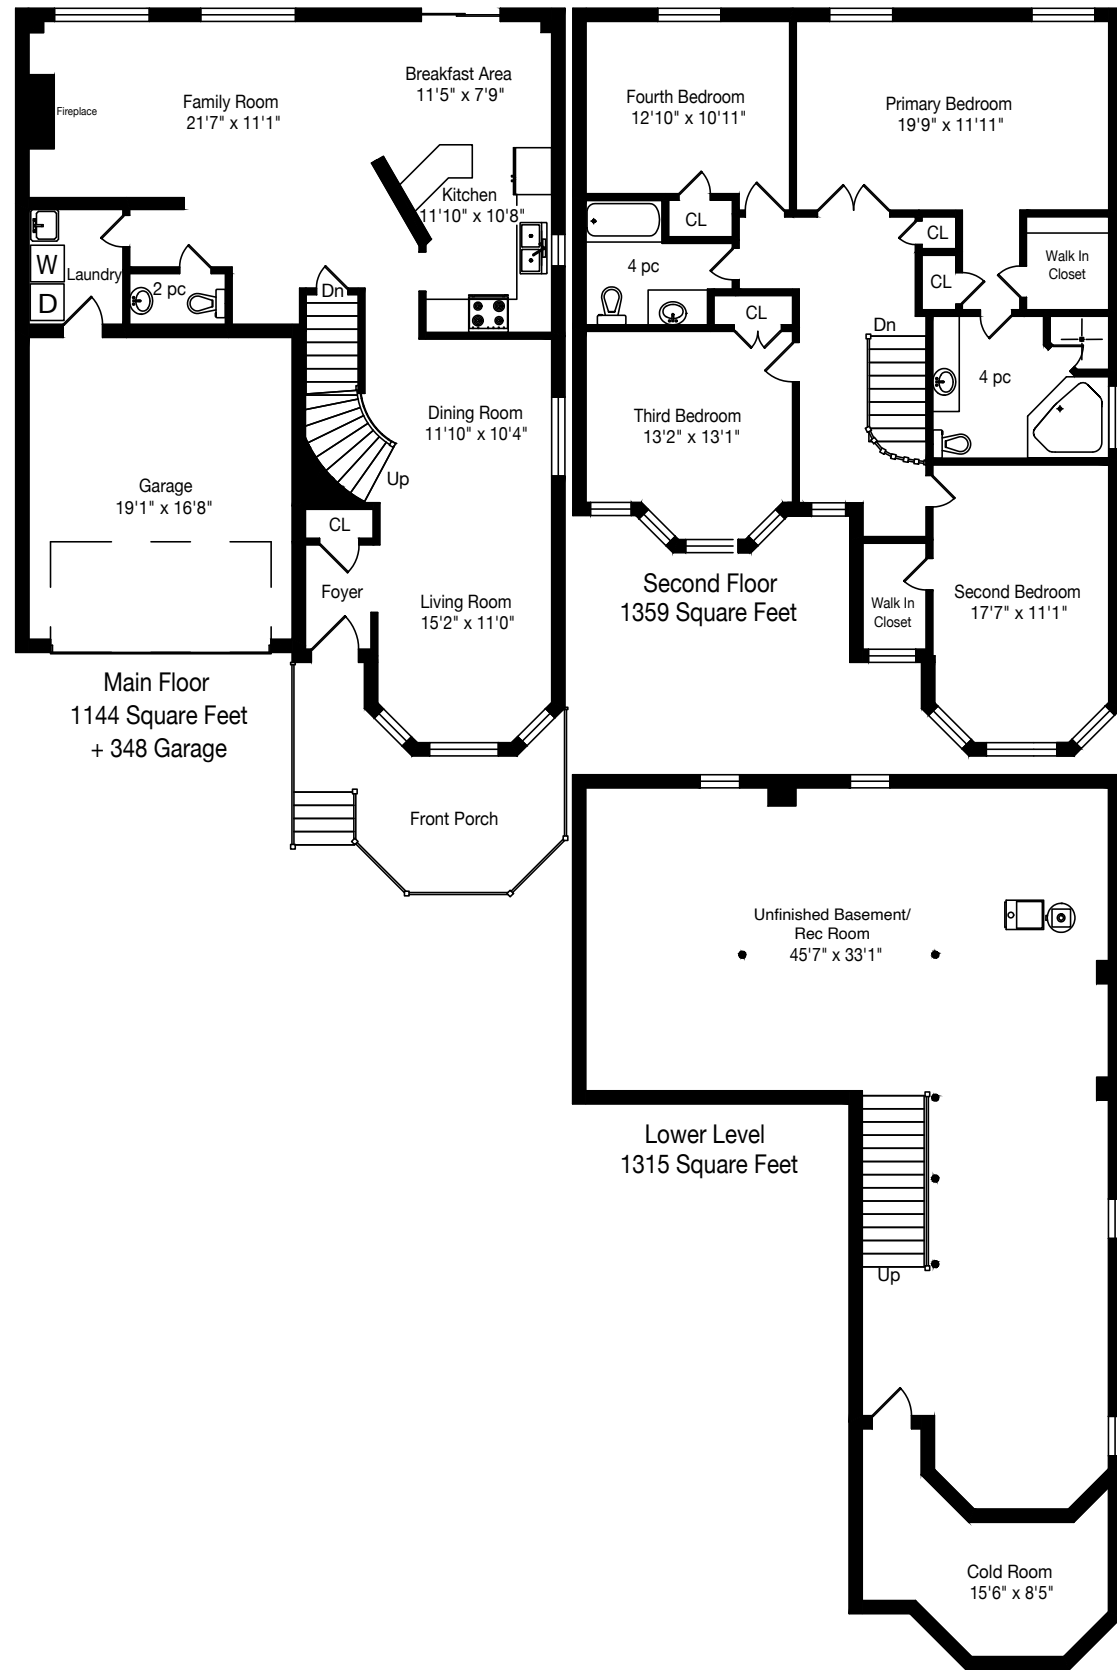 Family Room
21'7" x 11'1"
Breakfast Area
11'5" x 7'9"
Fireplace
Kitchen
11'10" x 10'8"
W
D
Laundry
2 pc
Dn
Up
Dining Room
11'10" x 10'4"
Garage
19'1" x 16'8"
CL
Foyer
Living Room
15'2" x 11'0"
Main Floor
1144 Square Feet
+ 348 Garage
Front Porch
Fourth Bedroom
12'10" x 10'11"
Primary Bedroom
19'9" x 11'11"
CL
CL
CL
Walk In
Closet
4 pc
CL
Dn
4 pc
Third Bedroom
13'2" x 13'1"
Second Floor
1359 Square Feet
Walk In
Closet
Second Bedroom
17'7" x 11'1"
Unfinished Basement/
Rec Room
45'7" x 33'1"
Lower Level
1315 Square Feet
Up
Cold Room
15'6" x 8'5"